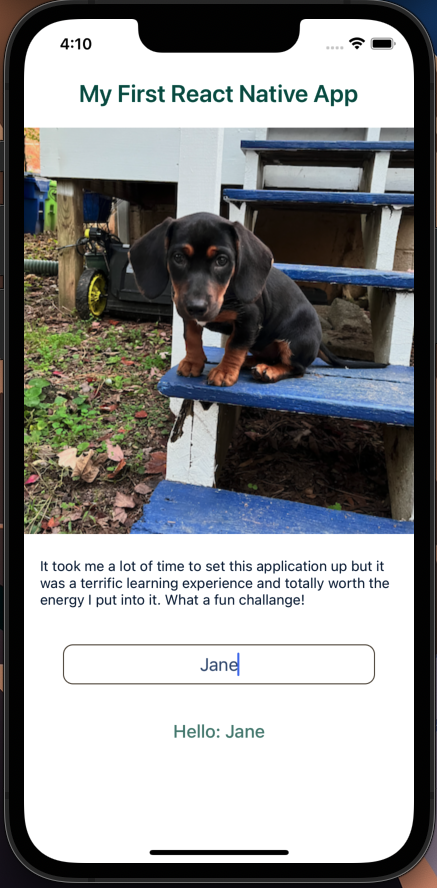 4:10
My First React Native App
It took me a lot of time to set this application up but it
was a terrific learning experience and totally worth the
energy I put into it. What a fun challange!
Jane
Hello: Jane